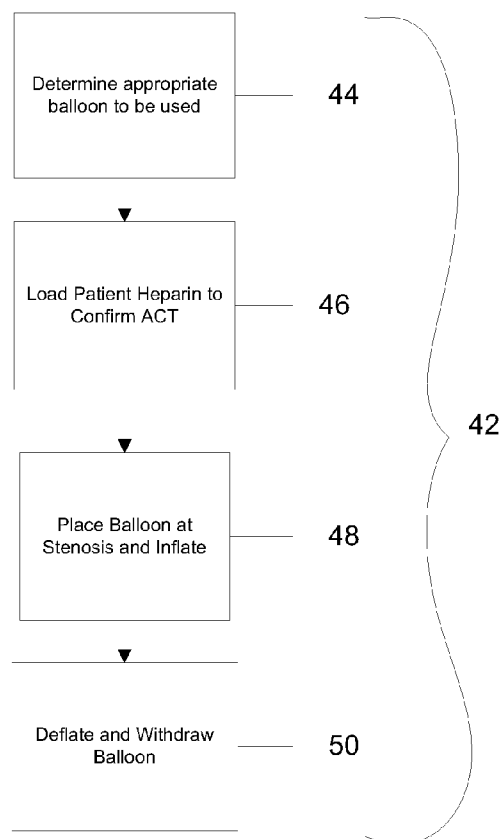 Determine appropriate
balloon to be used
44
Load Patient Heparin to
Confirm ACT
46
42
Place Balloon at
Stenosis and Inflate
48
Deflate and Withdraw
Balloon
50